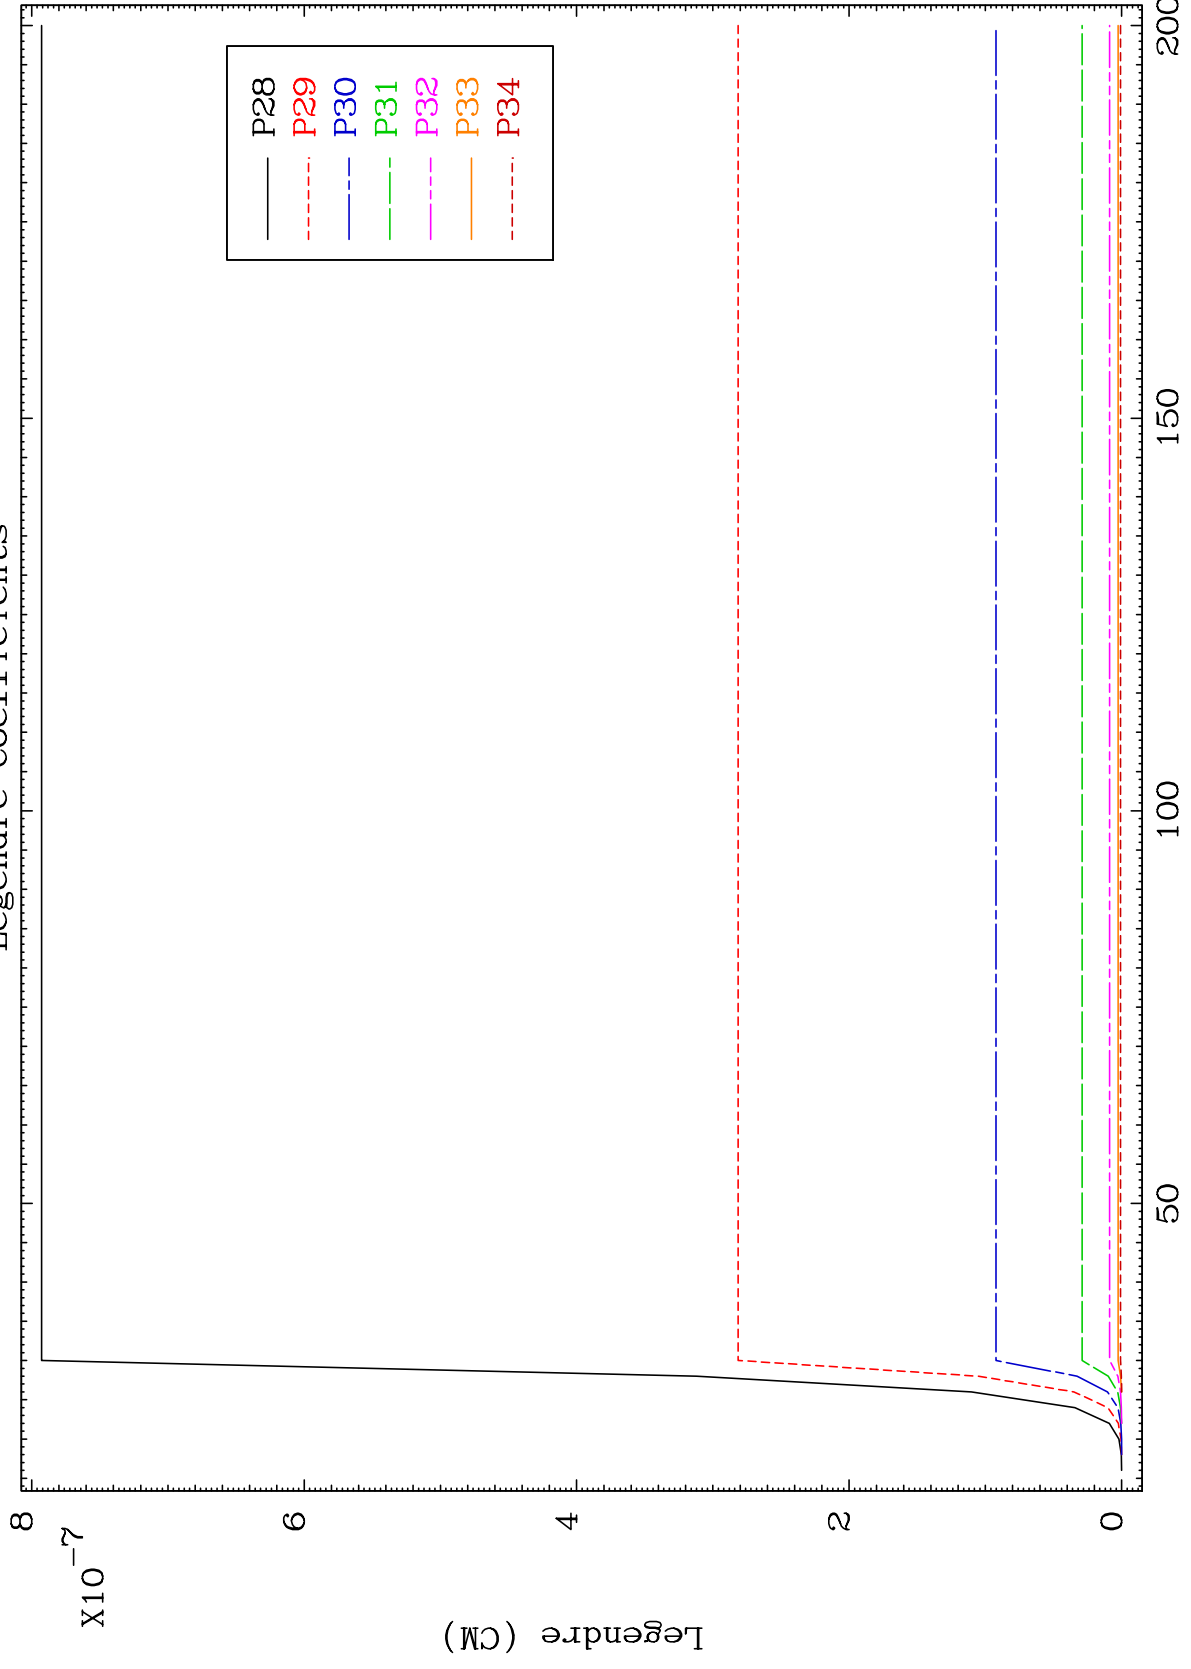 Legendre coefficients
8
6
4
2
0
X10-7
Legendre (CM)
50
100
150
200
P28
P29
P30
P31
P32
P33
P34